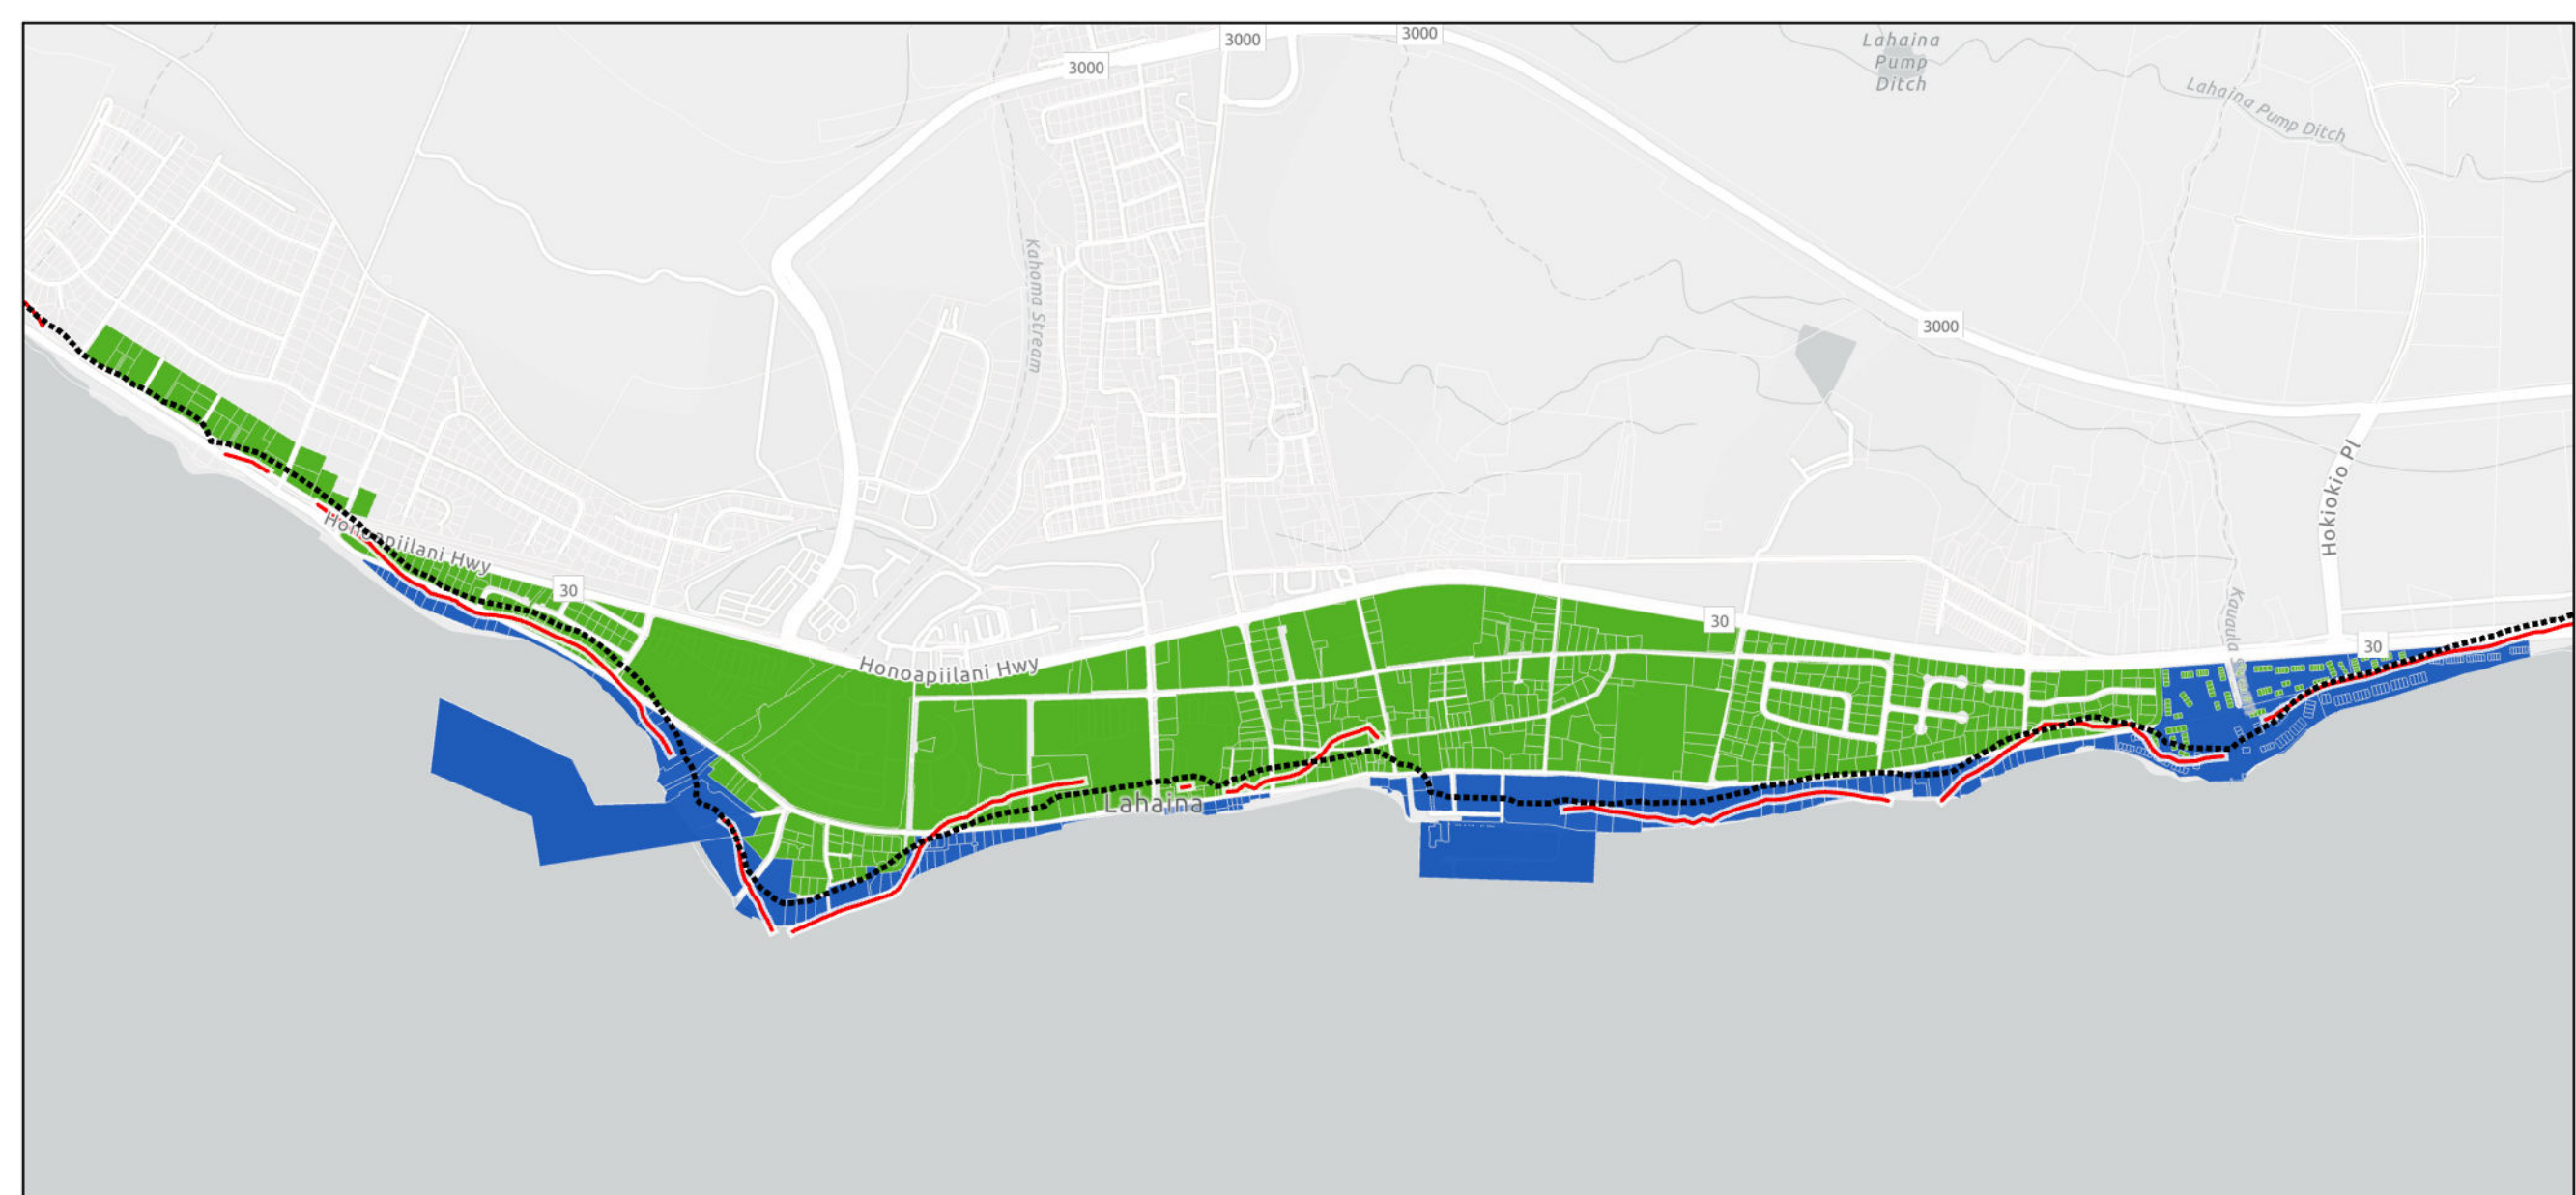 3000
3000
3000
Lahaina
Pump
Ditch
Lahaina Pump Ditch
Kahoma Stream
3000
Hokiokio Pl
Honoapiilani Hwy
30
30
30
Kauaula
Honoapiilani Hwy
Lahaina